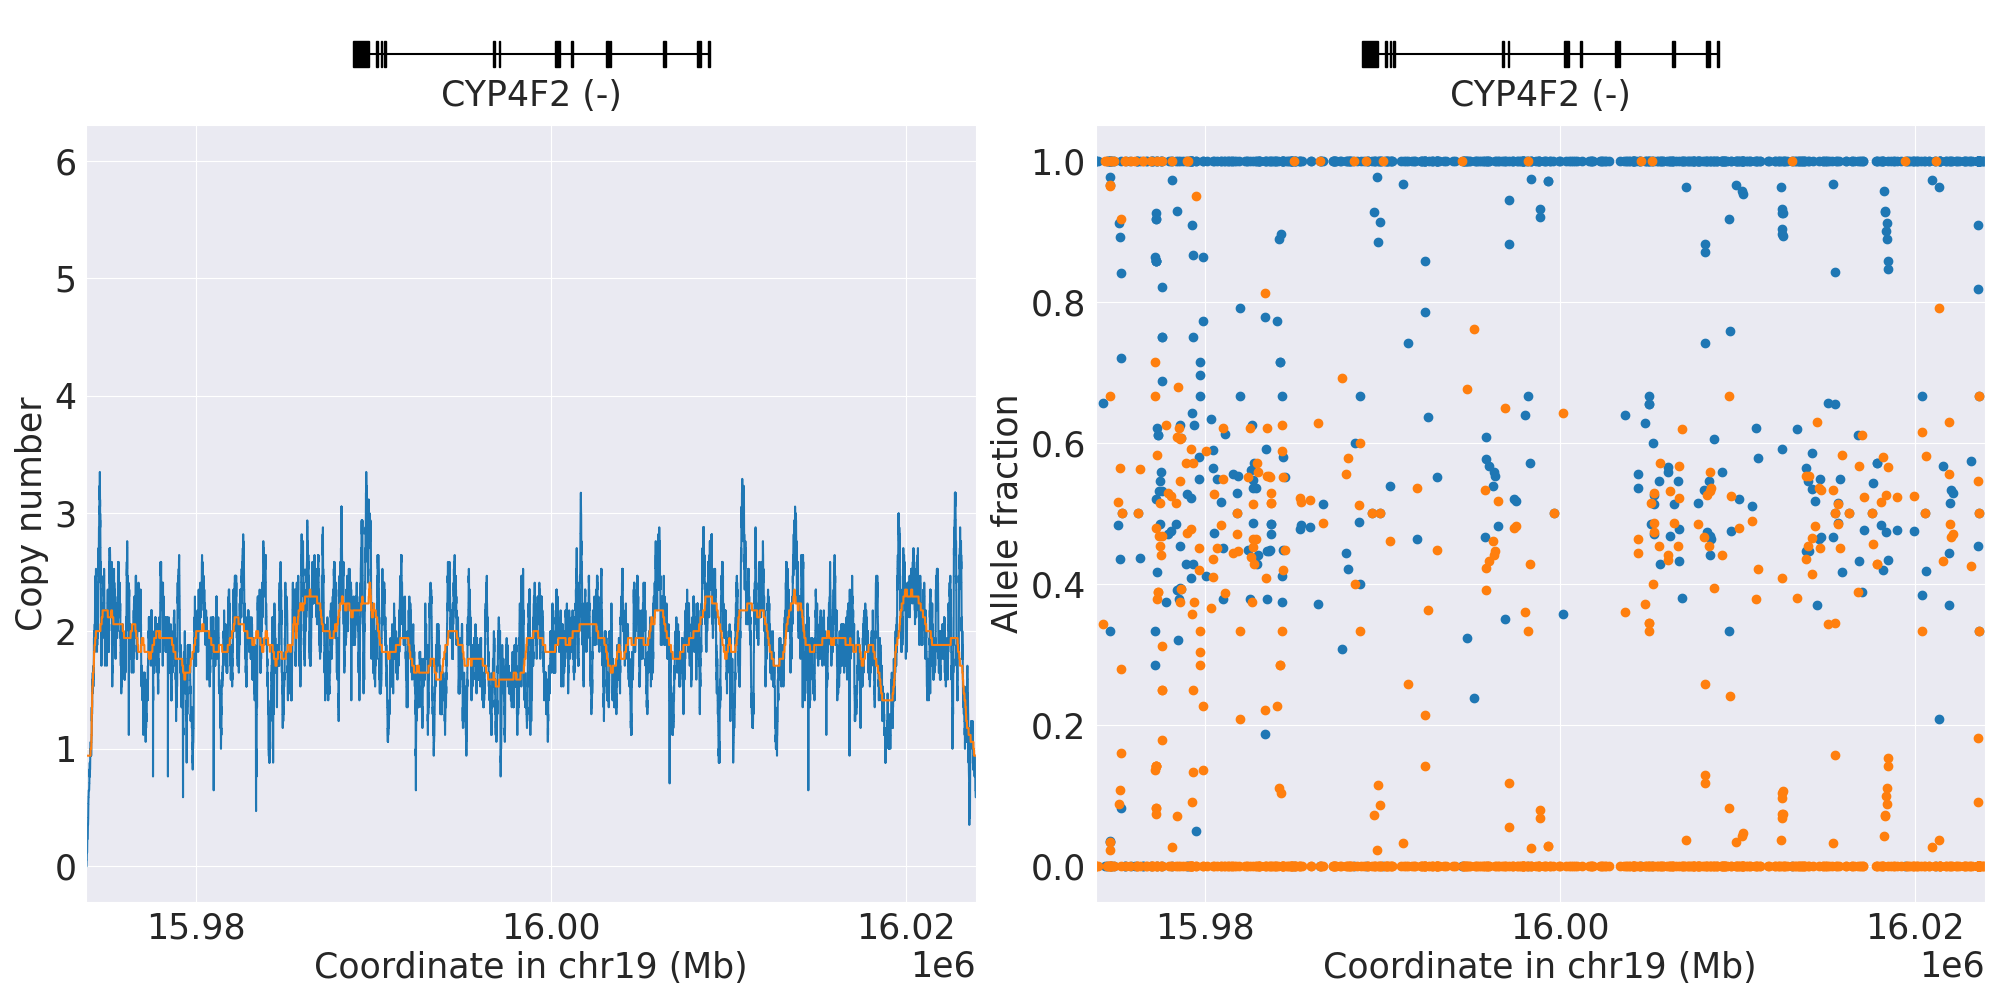 CYP4F2 (-)
6
5
4
3
2
1
0
Copy number
15.98
16.00
16.02
Coordinate in chr19 (Mb)
1e6
CYP4F2 (-)
1.0
0.8
0.6
0.4
0.2
0.0
Allele fraction
15.98
16.00
16.02
Coordinate in chr19 (Mb)
1e6